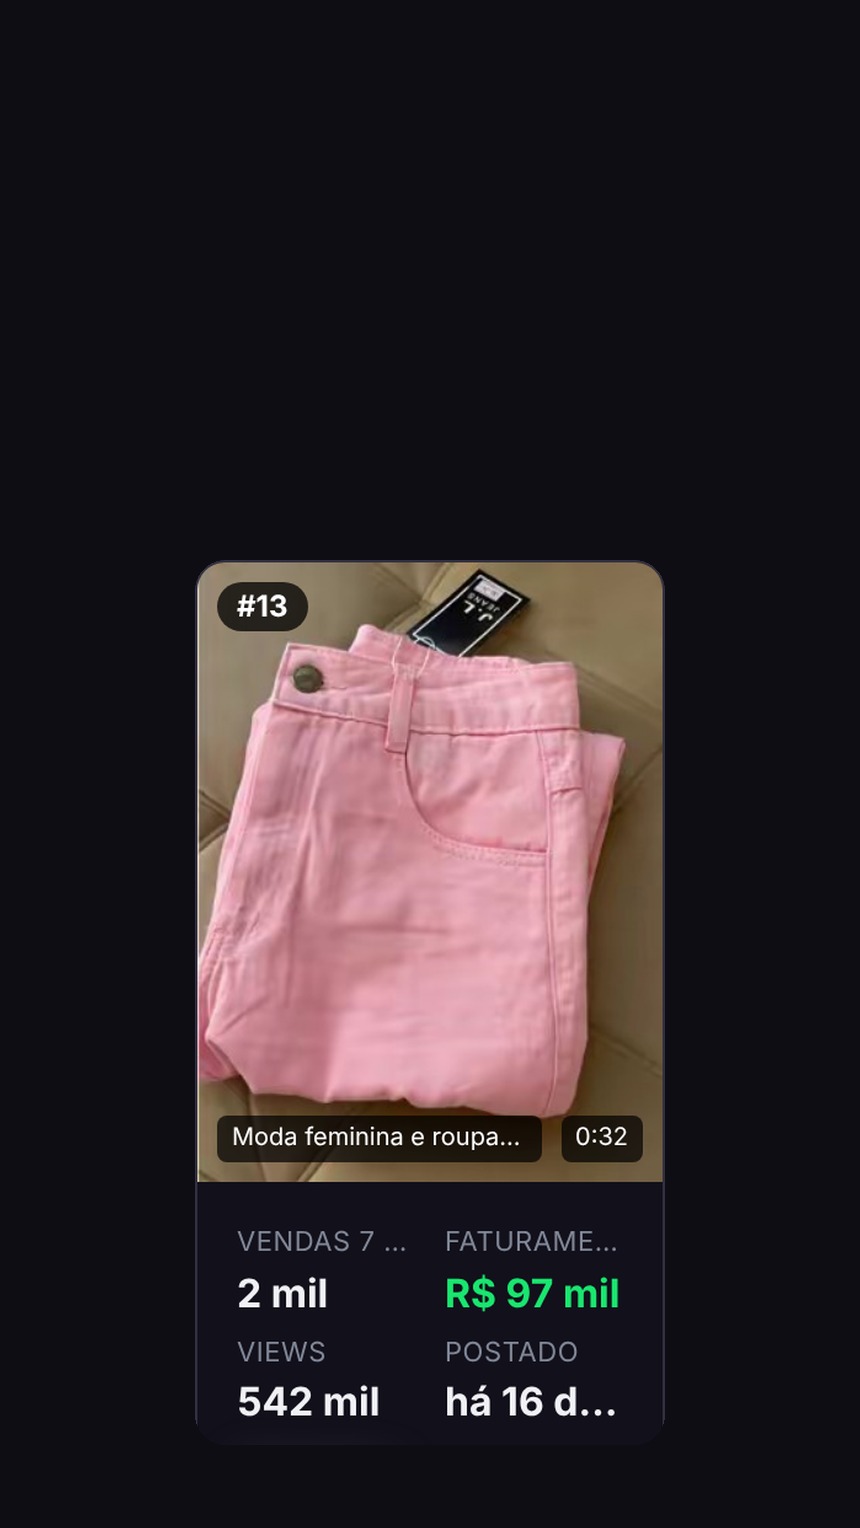 #13
J.L
JEANS
Moda feminina e roupa...
0:32
VENDAS 7 ...
FATURAME...
2 mil
R$ 97 mil
VIEWS
POSTADO
542 mil
há 16 d...